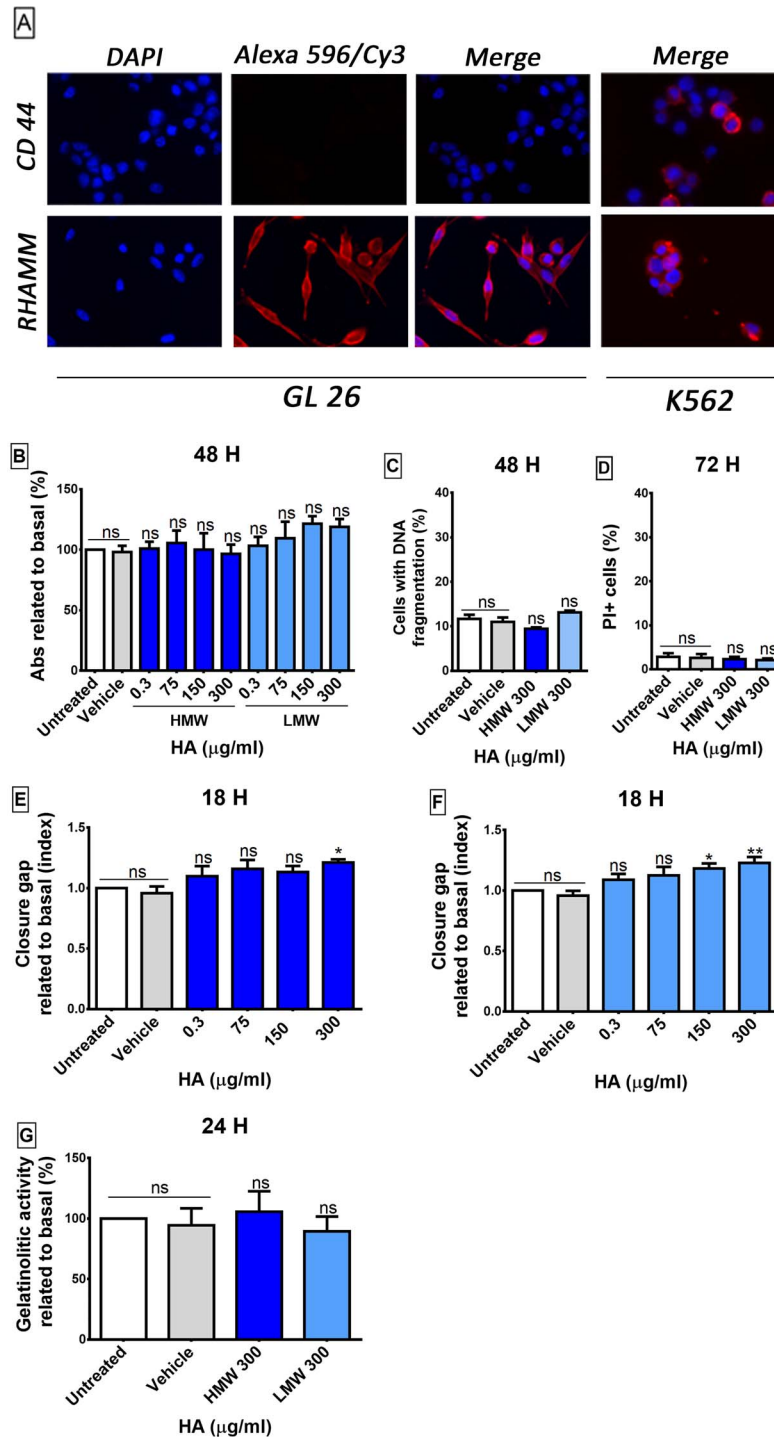 A
DAPI
Alexa 596/Cy3
Merge
Merge
CD 44
RHAMM
GL 26
K562
B
48 H
Abs related to basal (%)
150
100
50
0
ns
ns
ns
ns
ns
ns
ns
ns
ns
Untreated
Vehicle
0.3
75
150
300
0.3
75
150
300
HMW
LMW
HA (μg/ml)
C
48 H
Cells with DNA
fragmentation (%)
40
30
20
10
0
ns
ns
ns
Untreated
Vehicle
HMW 300
LMW 300
HA (μg/ml)
D
72 H
PI+ cells (%)
40
30
20
10
0
ns
ns
ns
Untreated
Vehicle
HMW 300
LMW 300
HA (μg/ml)
E
18 H
Closure gap
related to basal (index)
1.5
1.0
0.5
0.0
ns
ns
ns
ns
*
Untreated
Vehicle
0.3
75
150
300
HA (μg/ml)
F
18 H
Closure gap
related to basal (index)
1.5
1.0
0.5
0.0
ns
ns
ns
*
**
Untreated
Vehicle
0.3
75
150
300
HA (μg/ml)
G
24 H
Gelatinolitic activity
related to basal (%)
150
100
50
0
ns
ns
ns
Untreated
Vehicle
HMW 300
LMW 300
HA (μg/ml)